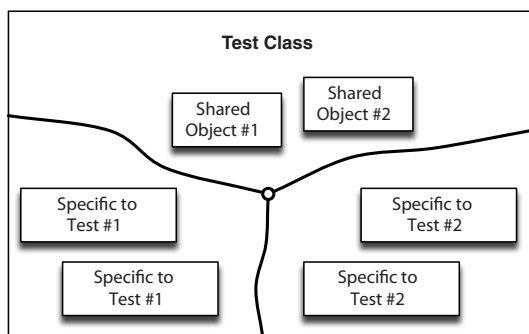 Test Class
Shared
Object #1
Shared
Object #2
Specific to
Test #1
Specific to
Test #2
Specific to
Test #1
Specific to
Test #2